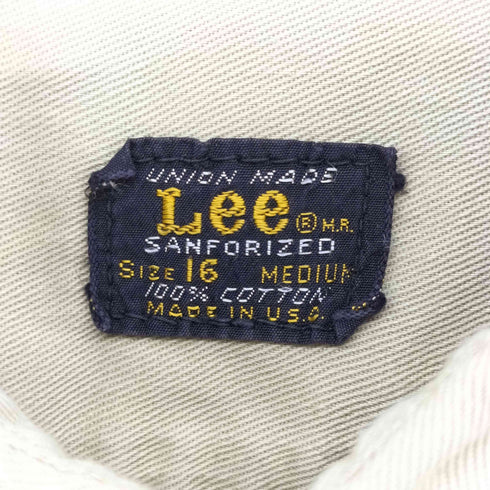 UNION MADE
Lee ® M.R.
SANFORIZED
SIZE 16 MEDIUM
100% COTTON
MADE IN U.S.A.